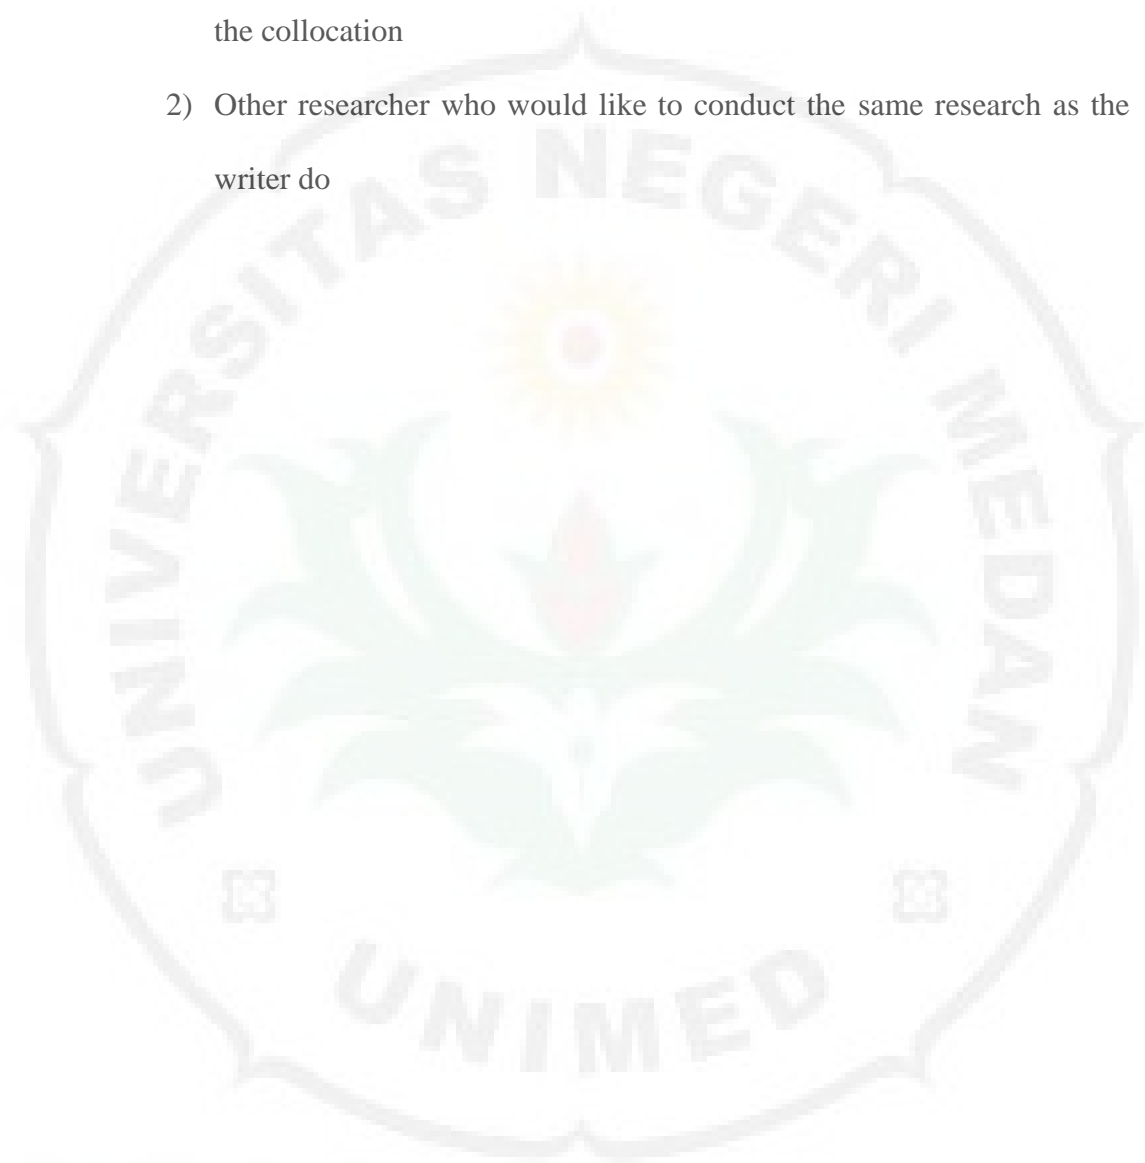 the collocation
2) Other researcher who would like to conduct the same research as the
writer do
UNIVERSITAS NEGERI MEDAN
UNIMED